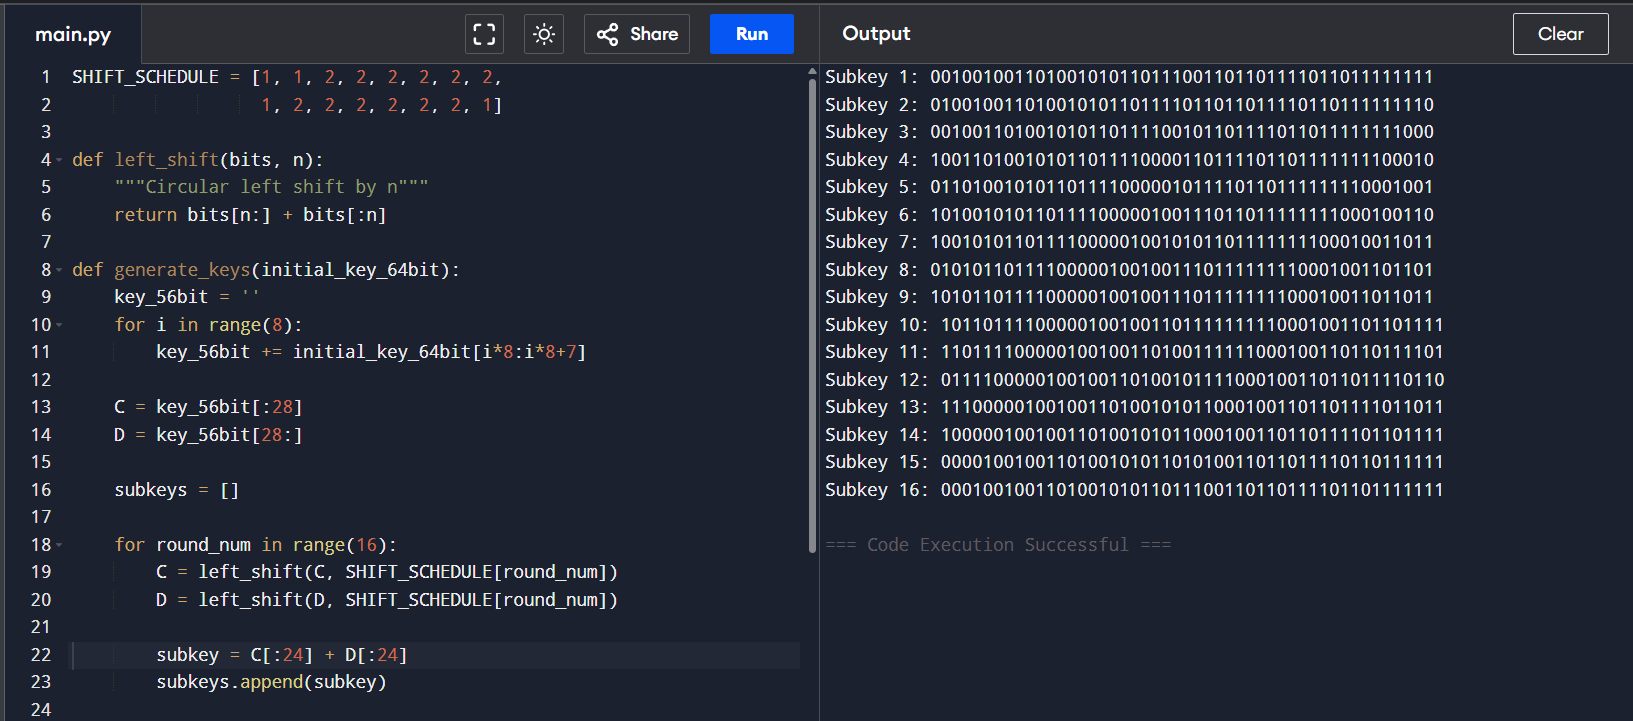 main.py
Share
Run
Output
Clear
1 SHIFT_SCHEDULE = [1, 1, 2, 2, 2, 2, 2, 2,
2 1, 2, 2, 2, 2, 2, 2, 1]
3
4 def left_shift(bits, n):
5 """Circular left shift by n"""
6 return bits[n:] + bits[:n]
7
8 def generate_keys(initial_key_64bit):
9 key_56bit = ''
10 for i in range(8):
11 key_56bit += initial_key_64bit[i*8:i*8+7]
12
13 C = key_56bit[:28]
14 D = key_56bit[28:]
15
16 subkeys = []
17
18 for round_num in range(16):
19 C = left_shift(C, SHIFT_SCHEDULE[round_num])
20 D = left_shift(D, SHIFT_SCHEDULE[round_num])
21
22 subkey = C[:24] + D[:24]
23 subkeys.append(subkey)
24
Subkey 1: 001001001101001010110111001101101111011011111111
Subkey 2: 010010011010010101101111011011011110110111111110
Subkey 3: 001001101001010110111100101101111011011111111000
Subkey 4: 100110100101011011110000110111101101111111100010
Subkey 5: 011010010101101111000001011110110111111110001001
Subkey 6: 101001010110111100000100111011011111111000100110
Subkey 7: 100101011011110000010010101101111111100010011011
Subkey 8: 010101101111000001001001110111111110001001101101
Subkey 9: 101011011110000010010011101111111100010011011011
Subkey 10: 101101111000001001001101111111110001001101101111
Subkey 11: 110111100000100100110100111111000100110110111101
Subkey 12: 011110000010010011010010111100010011011011110110
Subkey 13: 111000001001001101001010110001001101101111011011
Subkey 14: 100000100100110100101011000100110110111101101111
Subkey 15: 000010010011010010101101010011011011110110111111
Subkey 16: 000100100110100101011011100110110111101101111111
=== Code Execution Successful ===